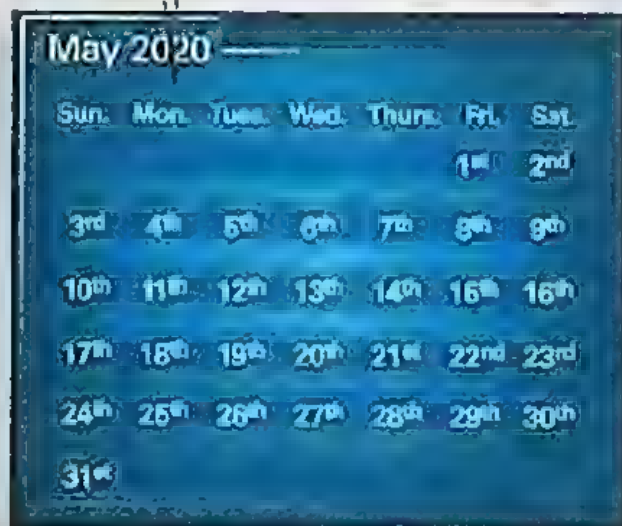 May 2020
Sun. Mon. Tues. Wed. Thurs. Fri. Sat.
1st 2nd
3rd 4th 5th 6th 7th 8th 9th
10th 11th 12th 13th 14th 15th 16th
17th 18th 19th 20th 21st 22nd 23rd
24th 25th 26th 27th 28th 29th 30th
31st